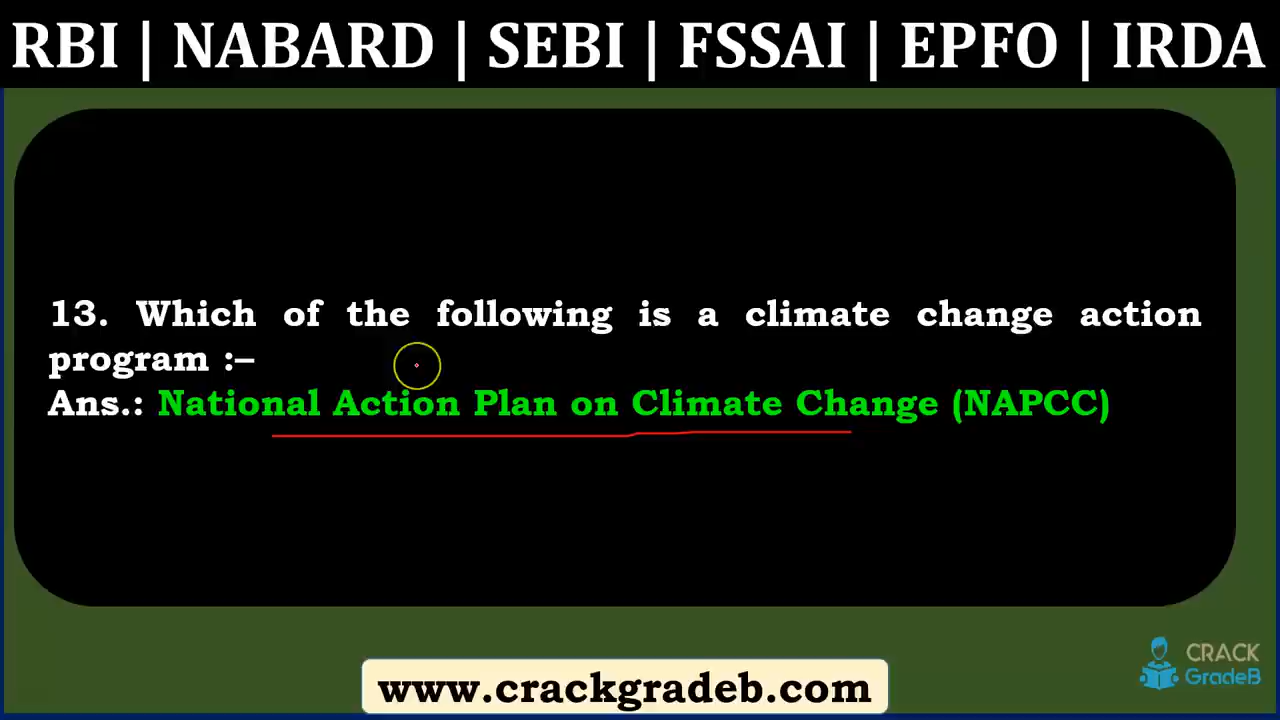 RBI | NABARD | SEBI | FSSAI | EPFO | IRDA
13. Which of the following is a climate change action
program :–
Ans.: National Action Plan on Climate Change (NAPCC)
CRACK
GradeB
www.crackgradeb.com